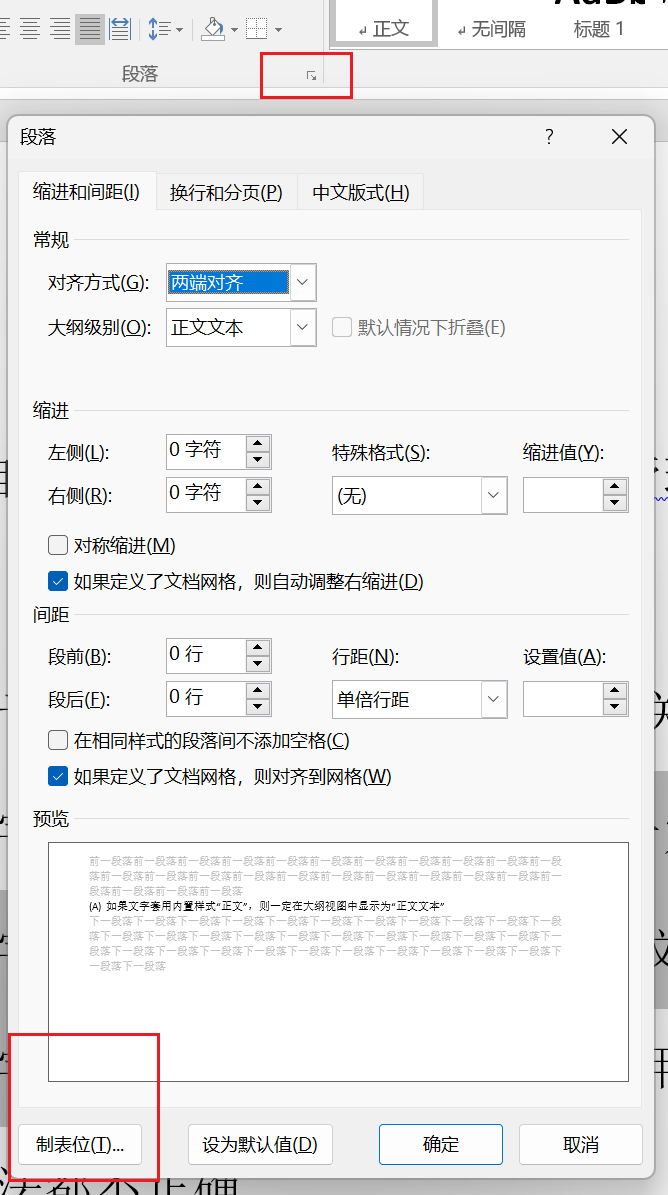 正文
无间隔
标题 1
段落
段落
缩进和间距(I)
换行和分页(P)
中文版式(H)
常规
对齐方式(G):
两端对齐
大纲级别(O):
正文文本
默认情况下折叠(E)
缩进
左侧(L):
0 字符
特殊格式(S):
缩进值(Y):
右侧(R):
0 字符
(无)
对称缩进(M)
如果定义了文档网格，则自动调整右缩进(D)
间距
段前(B):
0 行
行距(N):
设置值(A):
段后(F):
0 行
单倍行距
在相同样式的段落间不添加空格(C)
如果定义了文档网格，则对齐到网格(W)
预览
前一段落前一段落前一段落前一段落前一段落前一段落前一段落前一段落前一段落前一段落前一段
落前一段落前一段落前一段落前一段落前一段落前一段落前一段落前一段落前一段落前一段落前一
段落前一段落前一段落前一段落
(A) 如果文字套用内置样式“正文”，则一定在大纲视图中显示为“正文文本”
下一段落下一段落下一段落下一段落下一段落下一段落下一段落下一段落下一段落下一段落下一段
落下一段落下一段落下一段落下一段落下一段落下一段落下一段落下一段落下一段落下一段落下一
段落下一段落下一段落下一段落下一段落下一段落下一段落下一段落下一段落下一段落下一段落下
一段落下一段落
制表位(T)...
设为默认值(D)
确定
取消